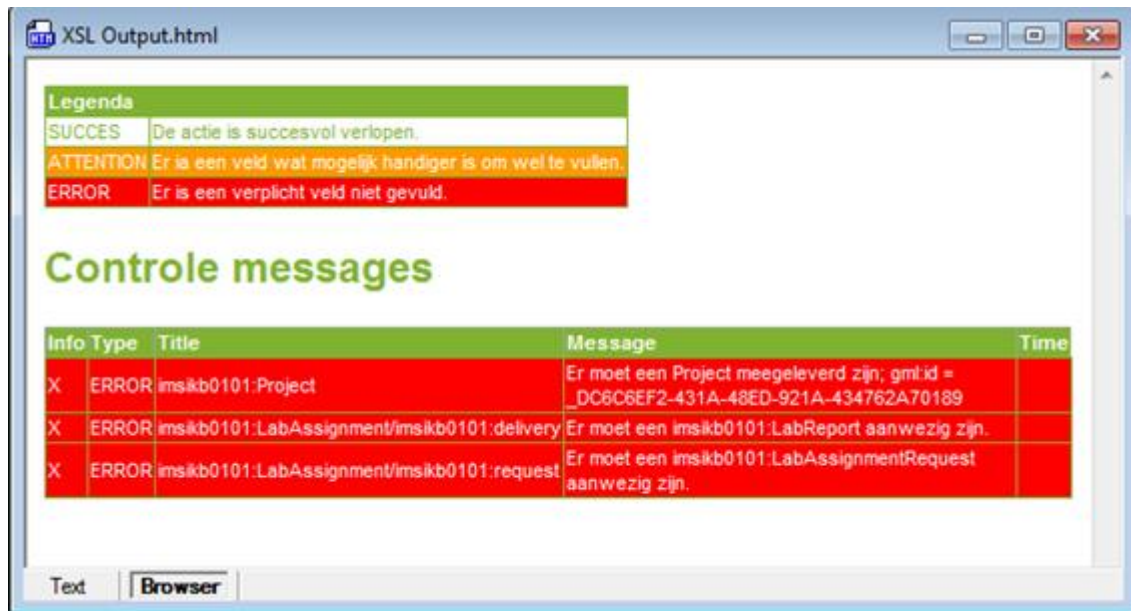 XSL Output.html
Legenda
SUCCES De actie is succesvol verlopen.
ATTENTION Er is een veld wat mogelijk handiger is om wel te vullen.
ERROR Er is een verplicht veld niet gevuld.
Controle messages
Info Type Title Message Time
X ERROR imsikb0101:Project Er moet een Project meegeleverd zijn; gml:id =
_DC6C6EF2-431A-48ED-921A-434762A70189
X ERROR imsikb0101:LabAssignment/imsikb0101:delivery Er moet een imsikb0101:LabReport aanwezig zijn.
X ERROR imsikb0101:LabAssignment/imsikb0101:request Er moet een imsikb0101:LabAssignmentRequest
aanwezig zijn.
Text Browser